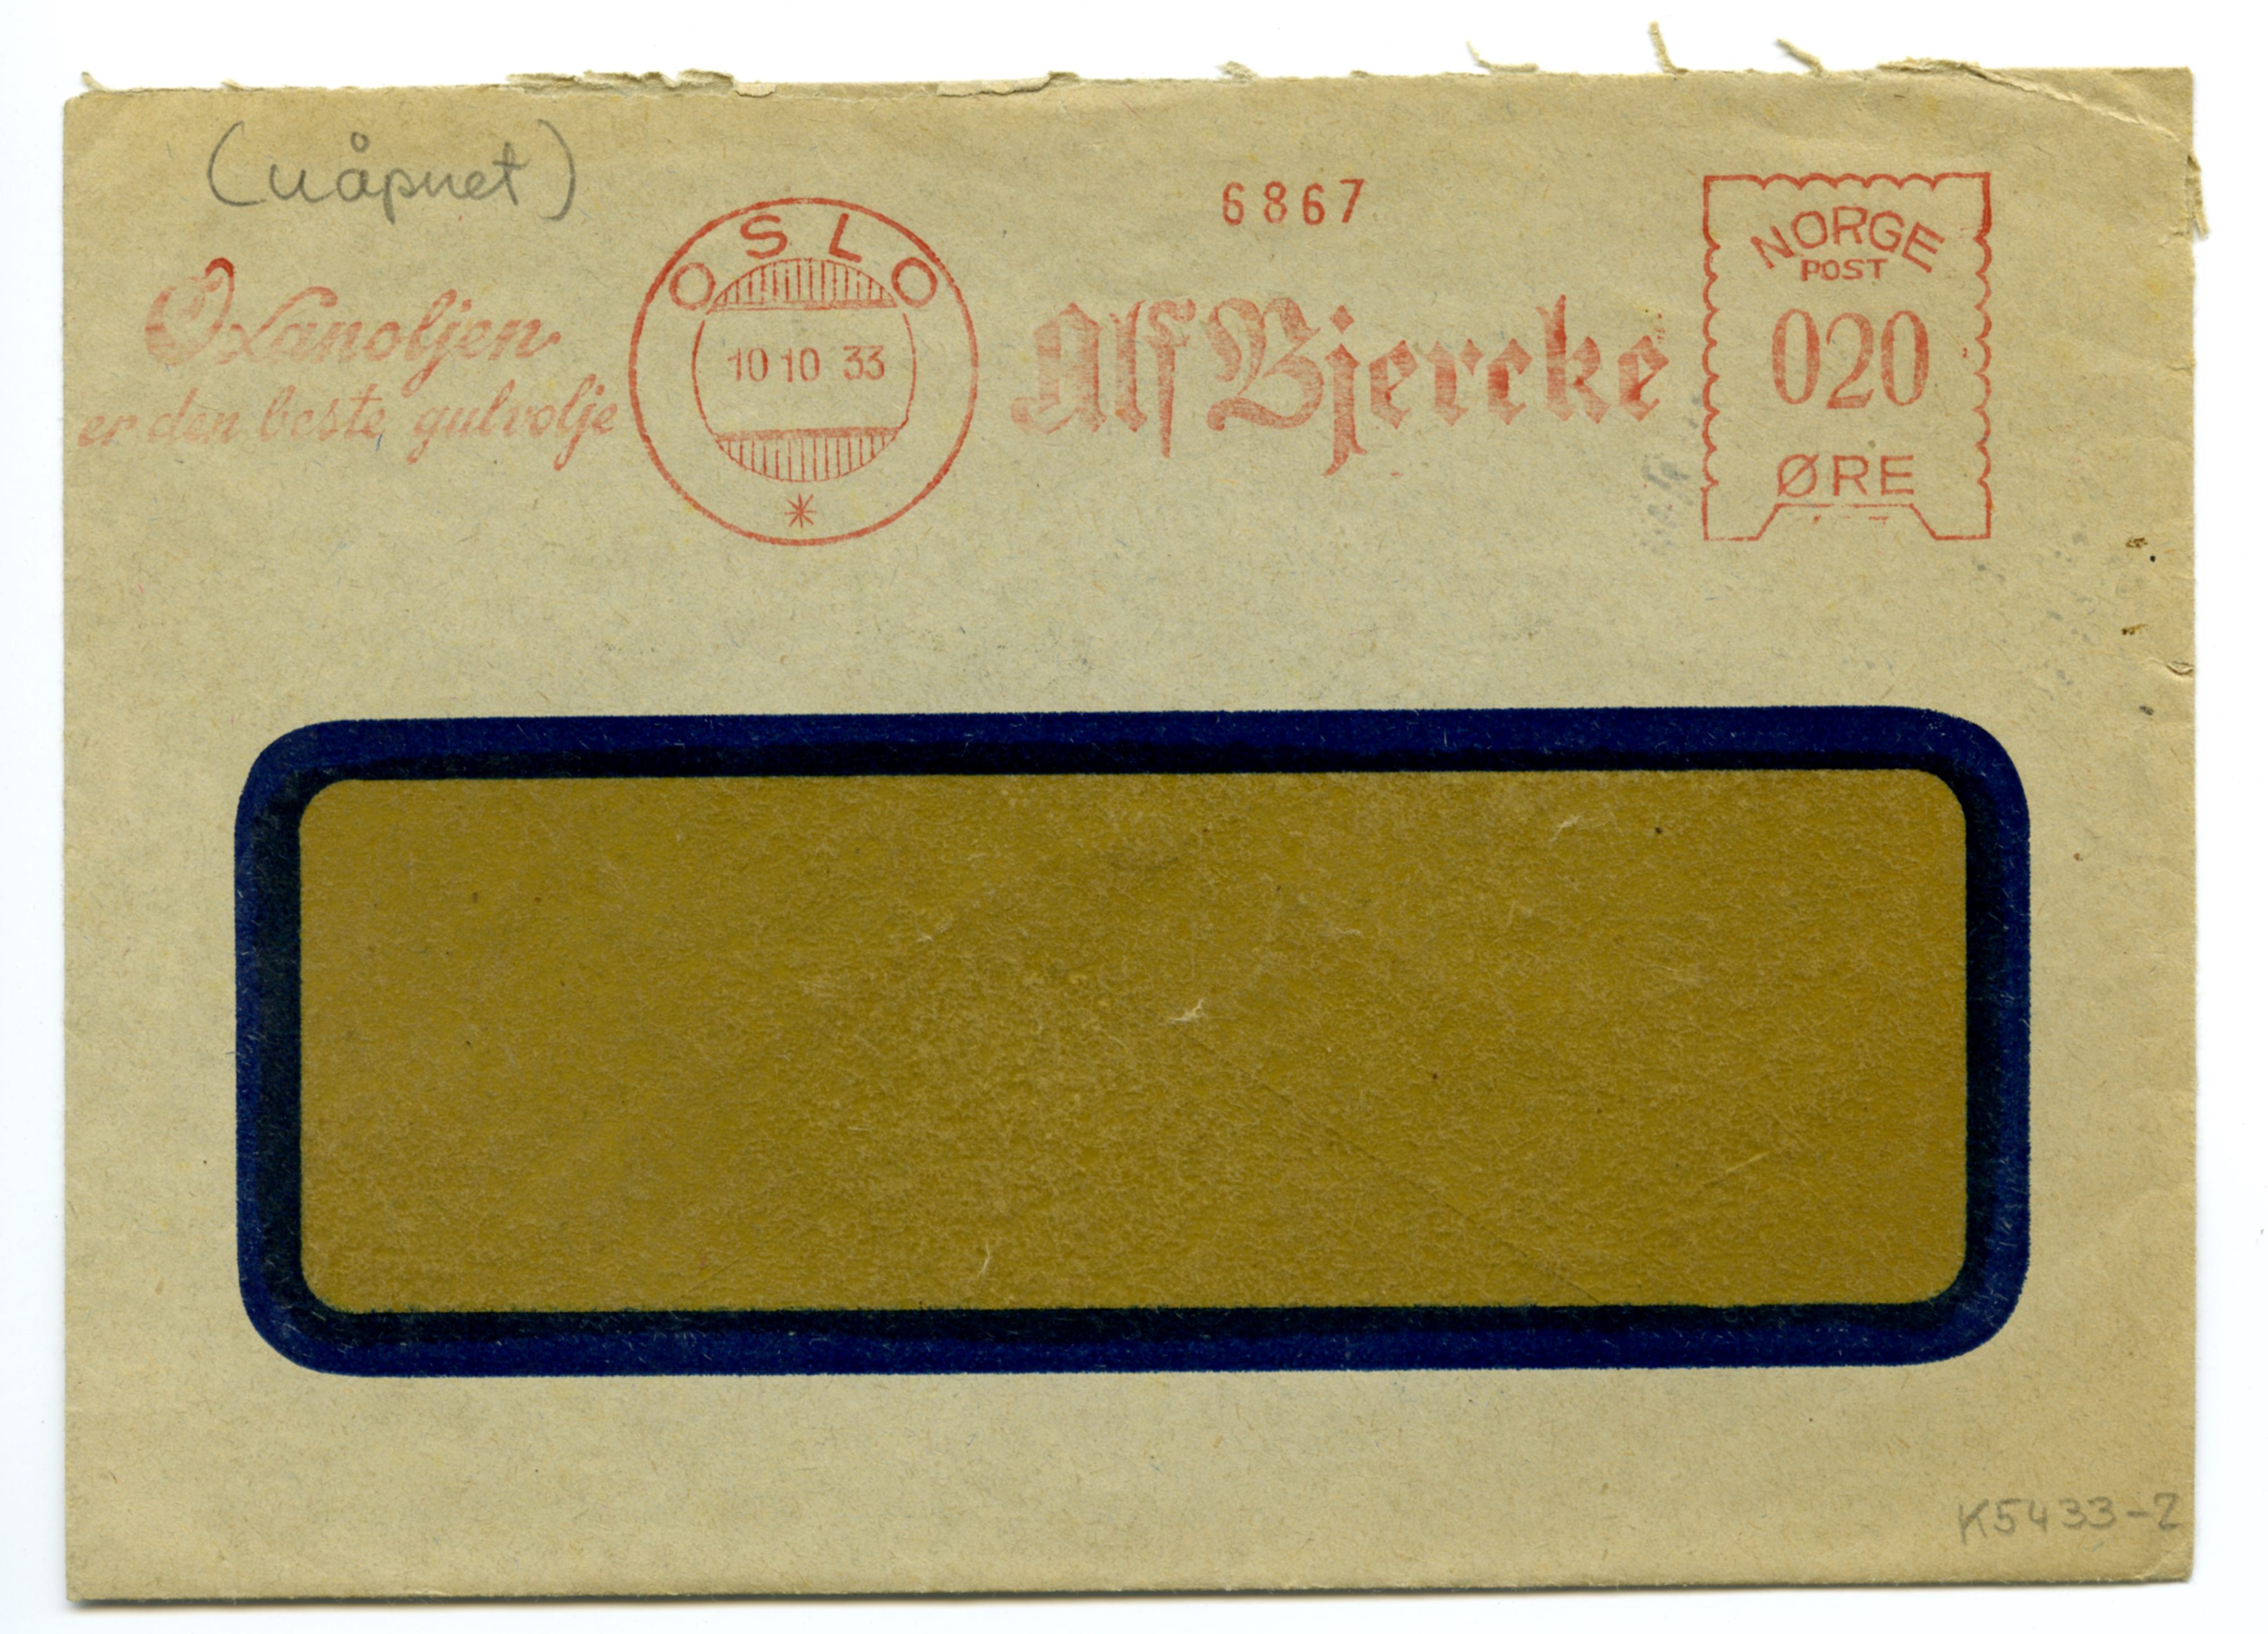 (uåpnet)
Oxanoljen
er den beste gulvolje
OSLO
10 10 33
6867
Alf Bjercke
NORGE
POST
020
ØRE
K5433-2